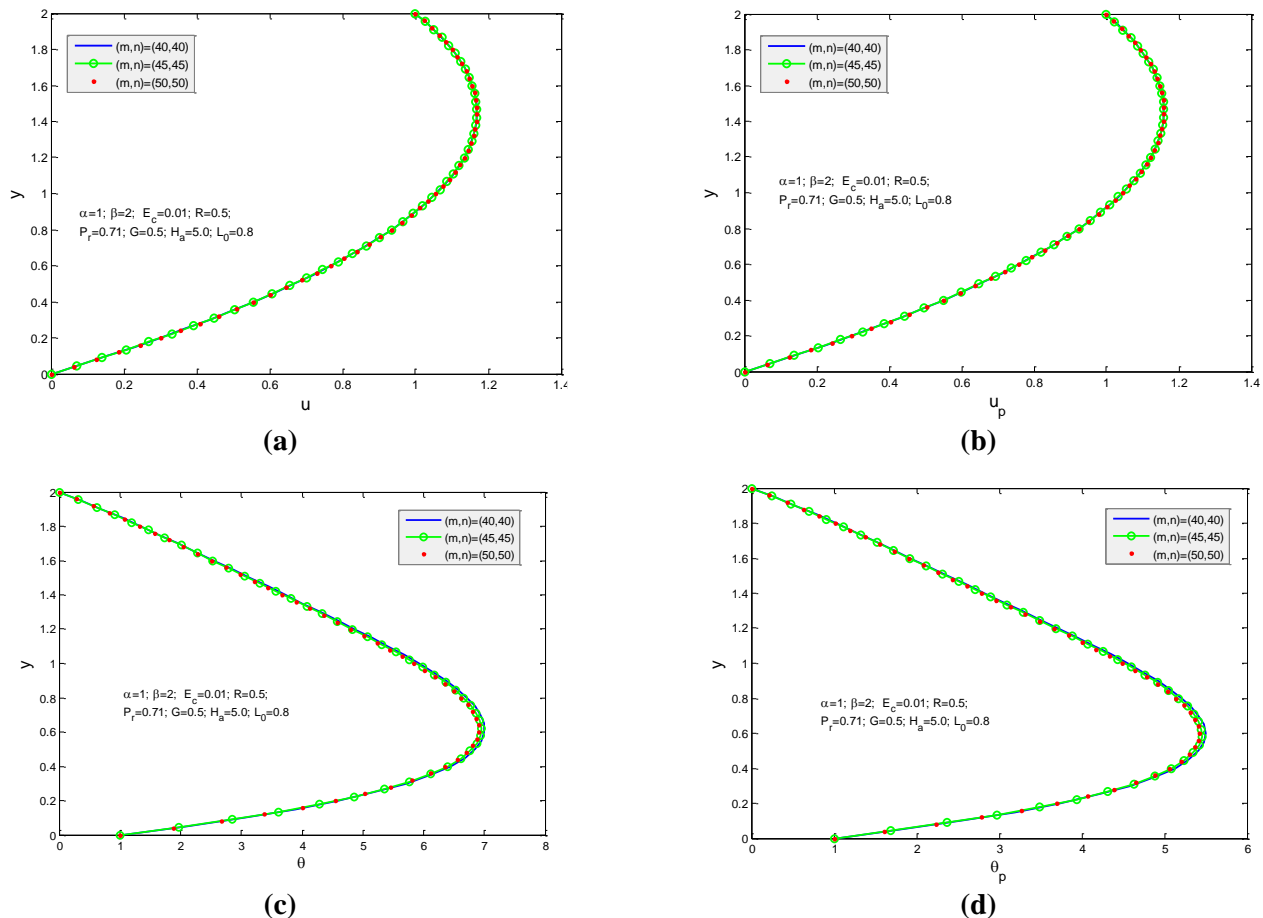 2
1.8
1.6
1.4
1.2
1
0.8
0.6
0.4
0.2
0
y
(m,n)=(40,40)
(m,n)=(45,45)
(m,n)=(50,50)
α=1; β=2; E_c=0.01; R=0.5;
P_r=0.71; G=0.5; H_a=5.0; L_0=0.8
0 0.2 0.4 0.6 0.8 1 1.2 1.4
u
(a)
2
1.8
1.6
1.4
1.2
1
0.8
0.6
0.4
0.2
0
y
(m,n)=(40,40)
(m,n)=(45,45)
(m,n)=(50,50)
α=1; β=2; E_c=0.01; R=0.5;
P_r=0.71; G=0.5; H_a=5.0; L_0=0.8
0 0.2 0.4 0.6 0.8 1 1.2 1.4
u_p
(b)
2
1.8
1.6
1.4
1.2
1
0.8
0.6
0.4
0.2
0
y
(m,n)=(40,40)
(m,n)=(45,45)
(m,n)=(50,50)
α=1; β=2; E_c=0.01; R=0.5;
P_r=0.71; G=0.5; H_a=5.0; L_0=0.8
0 1 2 3 4 5 6 7 8
θ
(c)
2
1.8
1.6
1.4
1.2
1
0.8
0.6
0.4
0.2
0
y
(m,n)=(40,40)
(m,n)=(45,45)
(m,n)=(50,50)
α=1; β=2; E_c=0.01; R=0.5;
P_r=0.71; G=0.5; H_a=5.0; L_0=0.8
0 1 2 3 4 5 6
θ_p
(d)